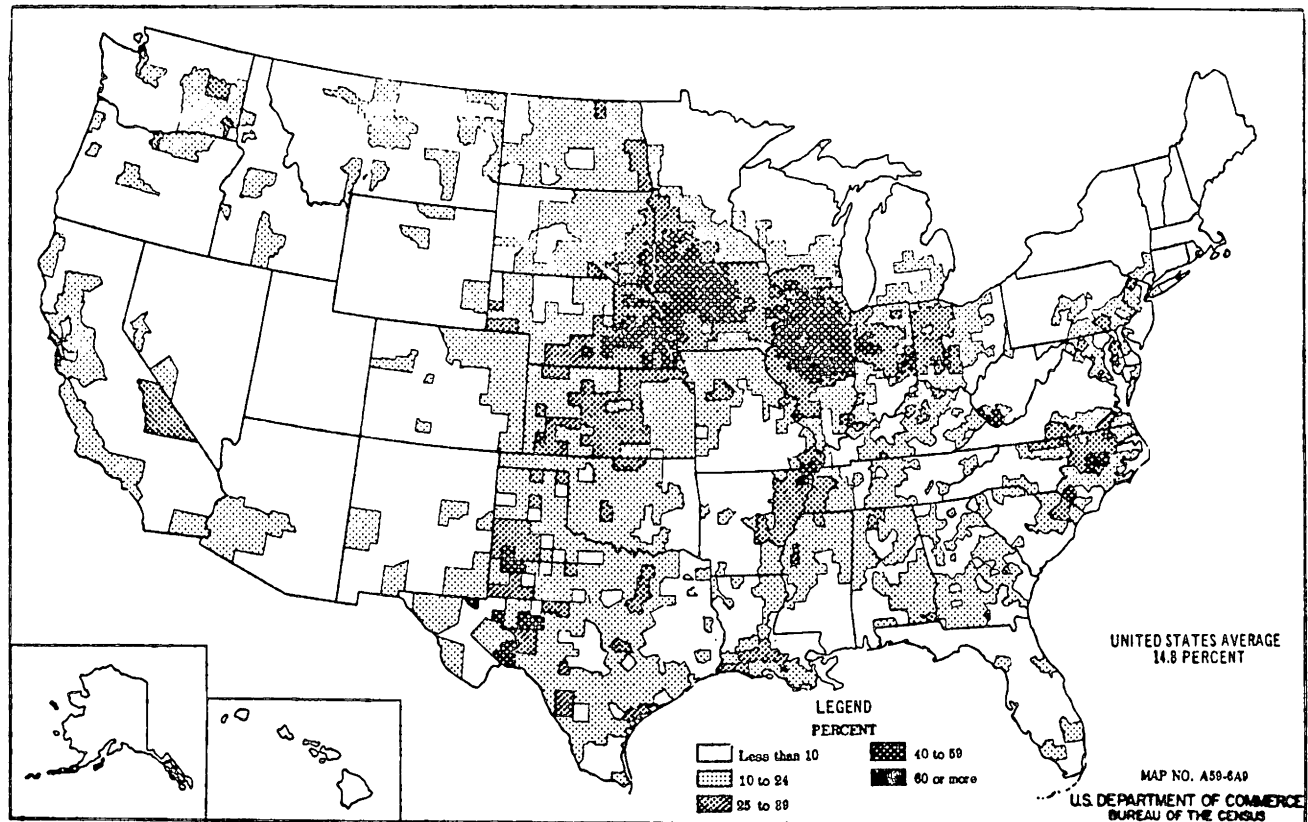 UNITED STATES AVERAGE
14.8 PERCENT
LEGEND
PERCENT
Less than 10
10 to 24
25 to 39
40 to 59
60 or more
MAP NO. A59-6A9
U.S. DEPARTMENT OF COMMERCE
BUREAU OF THE CENSUS